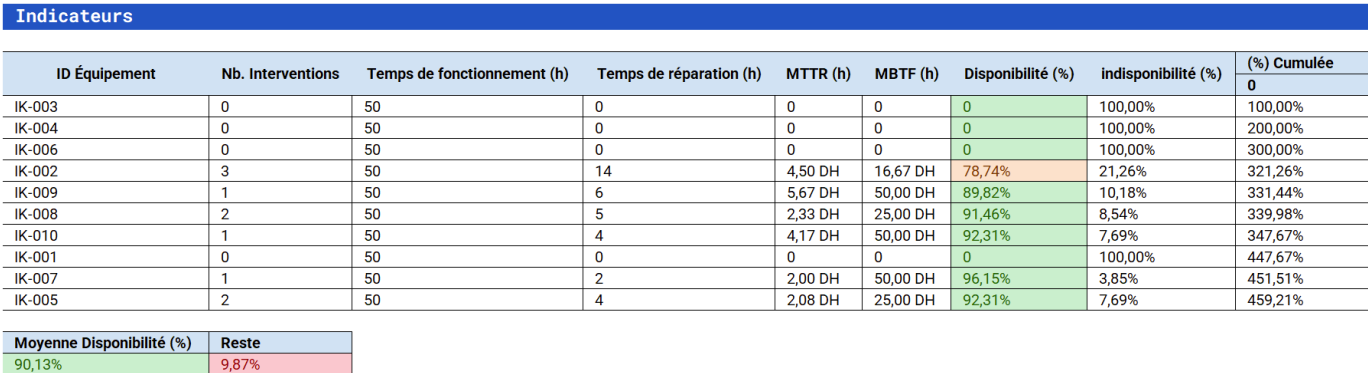 Indicateurs
ID Équipement Nb. Interventions Temps de fonctionnement (h) Temps de réparation (h) MTTR (h) MBTF (h) Disponibilité (%) indisponibilité (%) (%) Cumulée
0
IK-003 0 50 0 0 0 0 100,00% 100,00%
IK-004 0 50 0 0 0 0 100,00% 200,00%
IK-006 0 50 0 0 0 0 100,00% 300,00%
IK-002 3 50 14 4,50 DH 16,67 DH 78,74% 21,26% 321,26%
IK-009 1 50 6 5,67 DH 50,00 DH 89,82% 10,18% 331,44%
IK-008 2 50 5 2,33 DH 25,00 DH 91,46% 8,54% 339,98%
IK-010 1 50 4 4,17 DH 50,00 DH 92,31% 7,69% 347,67%
IK-001 0 50 0 0 0 0 100,00% 447,67%
IK-007 1 50 2 2,00 DH 50,00 DH 96,15% 3,85% 451,51%
IK-005 2 50 4 2,08 DH 25,00 DH 92,31% 7,69% 459,21%
Moyenne Disponibilité (%) Reste
90,13% 9,87%